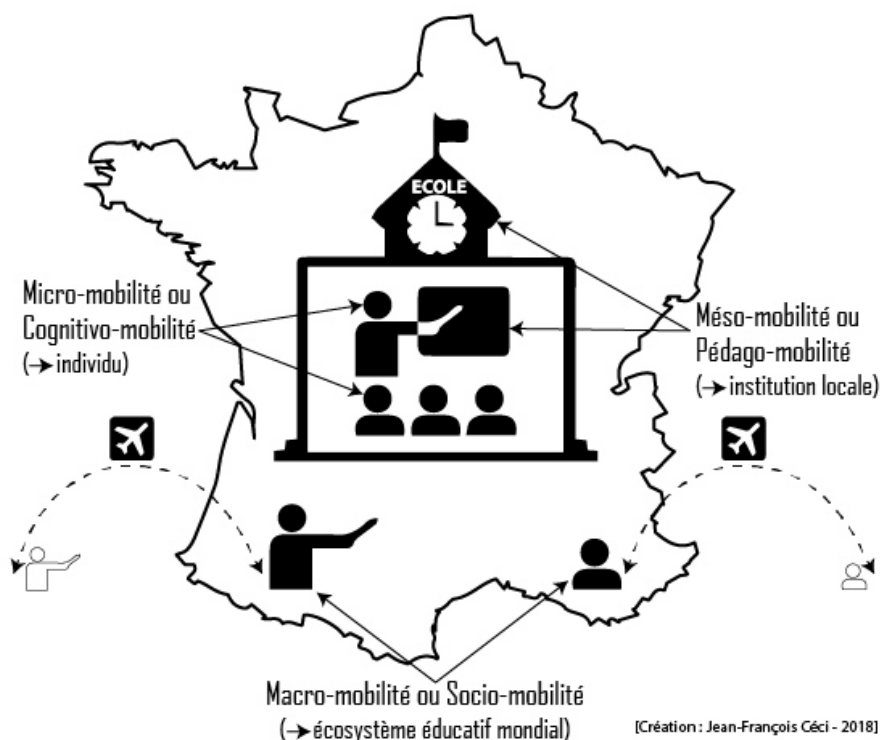 ECOLE
Micro-mobilité ou
Cognitivo-mobilité
(→ individu)
Méso-mobilité ou
Pédago-mobilité
(→ institution locale)
Macro-mobilité ou Socio-mobilité
(→ écosystème éducatif mondial)
[Création : Jean-François Céci - 2018]